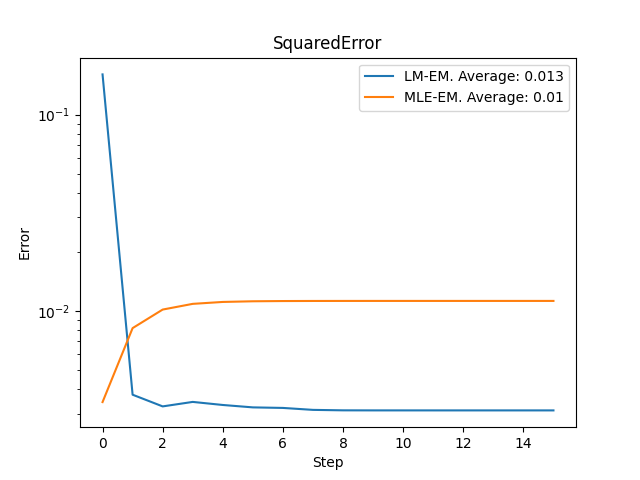 SquaredError
LM-EM. Average: 0.013
MLE-EM. Average: 0.01
10⁻¹
10⁻²
Error
0 2 4 6 8 10 12 14
Step